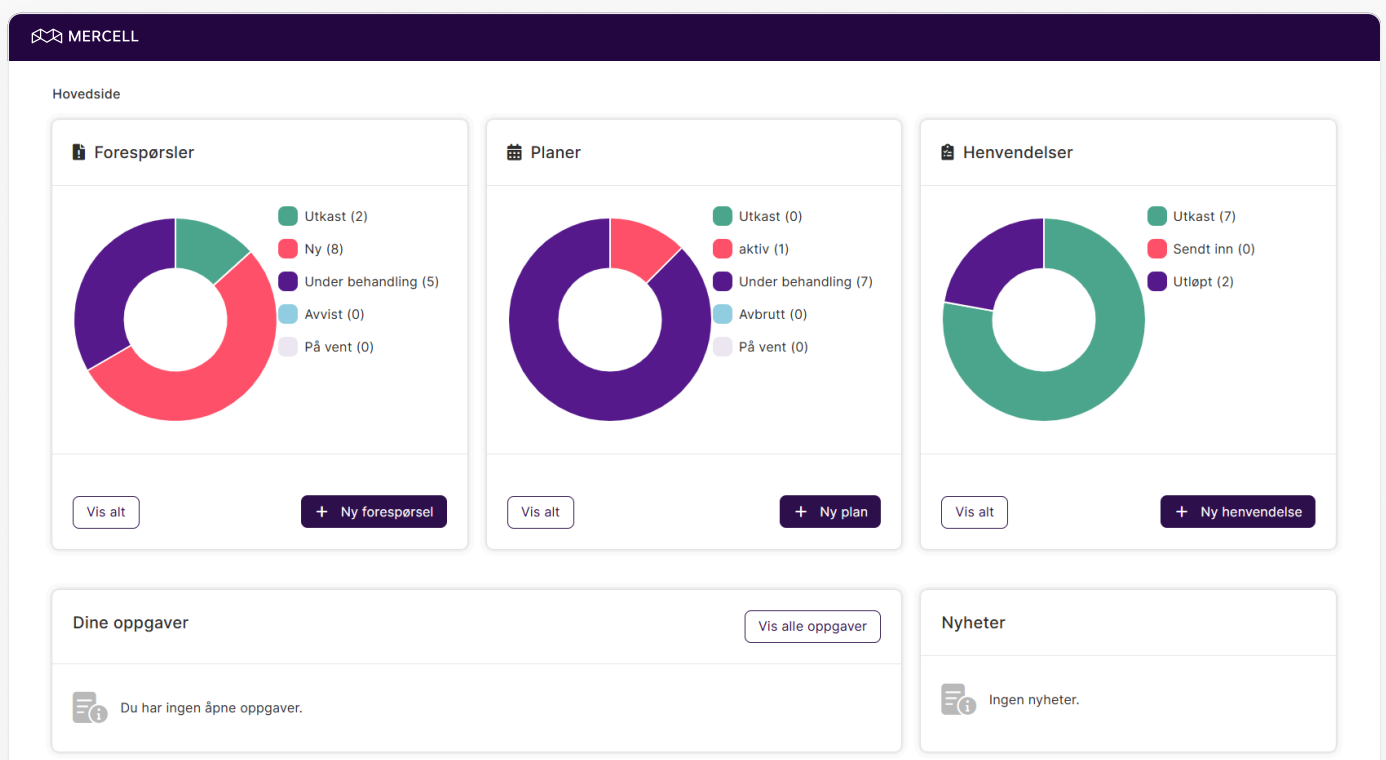 MERCELL
Hovedside
Forespørsler
Utkast (2)
Ny (8)
Under behandling (5)
Avvist (0)
På vent (0)
Vis alt
+ Ny forespørsel
Planer
Utkast (0)
aktiv (1)
Under behandling (7)
Avbrutt (0)
På vent (0)
Vis alt
+ Ny plan
Henvendelser
Utkast (7)
Sendt inn (0)
Utløpt (2)
Vis alt
+ Ny henvendelse
Dine oppgaver
Vis alle oppgaver
Du har ingen åpne oppgaver.
Nyheter
Ingen nyheter.